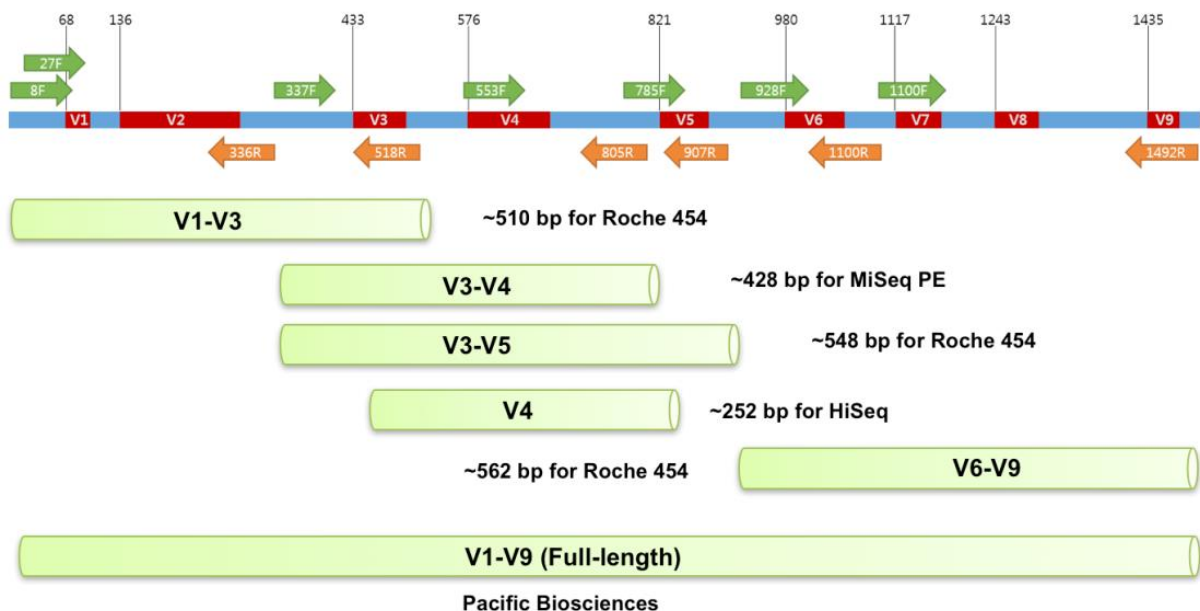 68 136 433 576 821 980 1117 1243 1435
27F
8F 337F 553F 785F 928F 1100F
V1 V2 V3 V4 V5 V6 V7 V8 V9
336R 518R 805R 907R 1100R 1492R
V1-V3 ~510 bp for Roche 454
V3-V4 ~428 bp for MiSeq PE
V3-V5 ~548 bp for Roche 454
V4 ~252 bp for HiSeq
~562 bp for Roche 454 V6-V9
V1-V9 (Full-length)
Pacific Biosciences